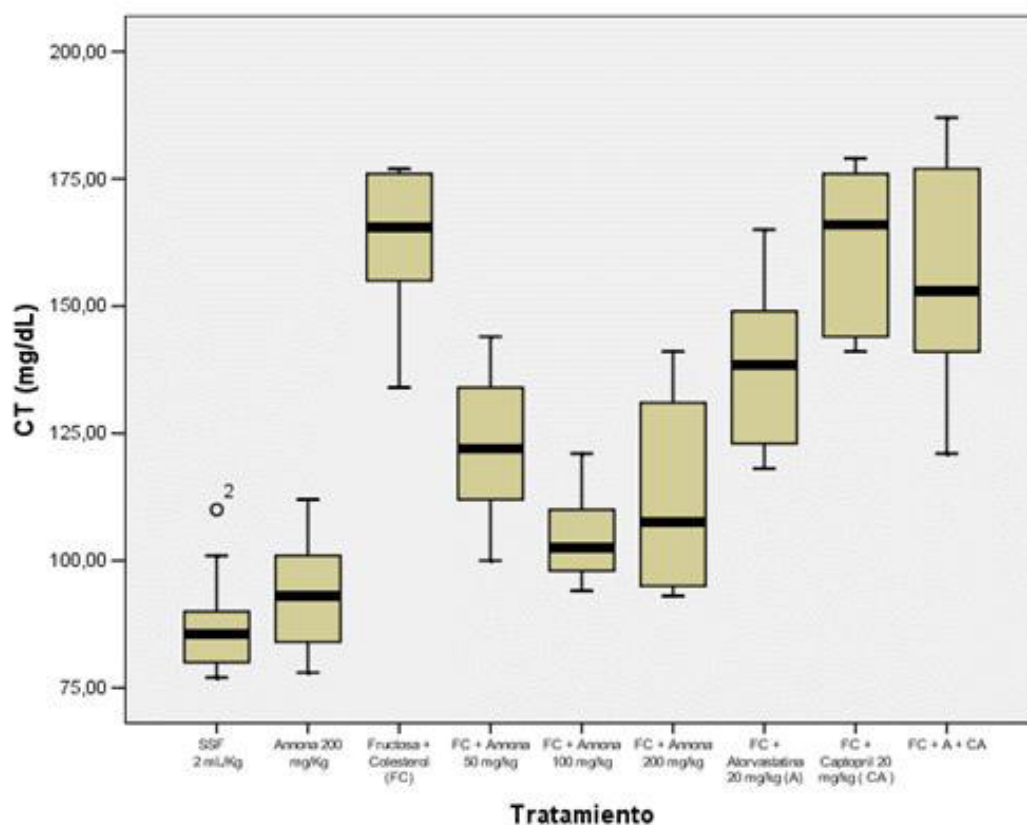 200,00
175,00
150,00
125,00
100,00
75,00
CT (mg/dL)
2
SSF
2 mL/Kg
Annona 200
mg/Kg
Fructosa +
Colesterol
(FC)
FC + Annona
50 mg/kg
FC + Annona
100 mg/kg
FC + Annona
200 mg/kg
FC +
Atorvastatina
20 mg/kg (A)
FC +
Captopril 20
mg/kg ( CA )
FC + A + CA
Tratamiento